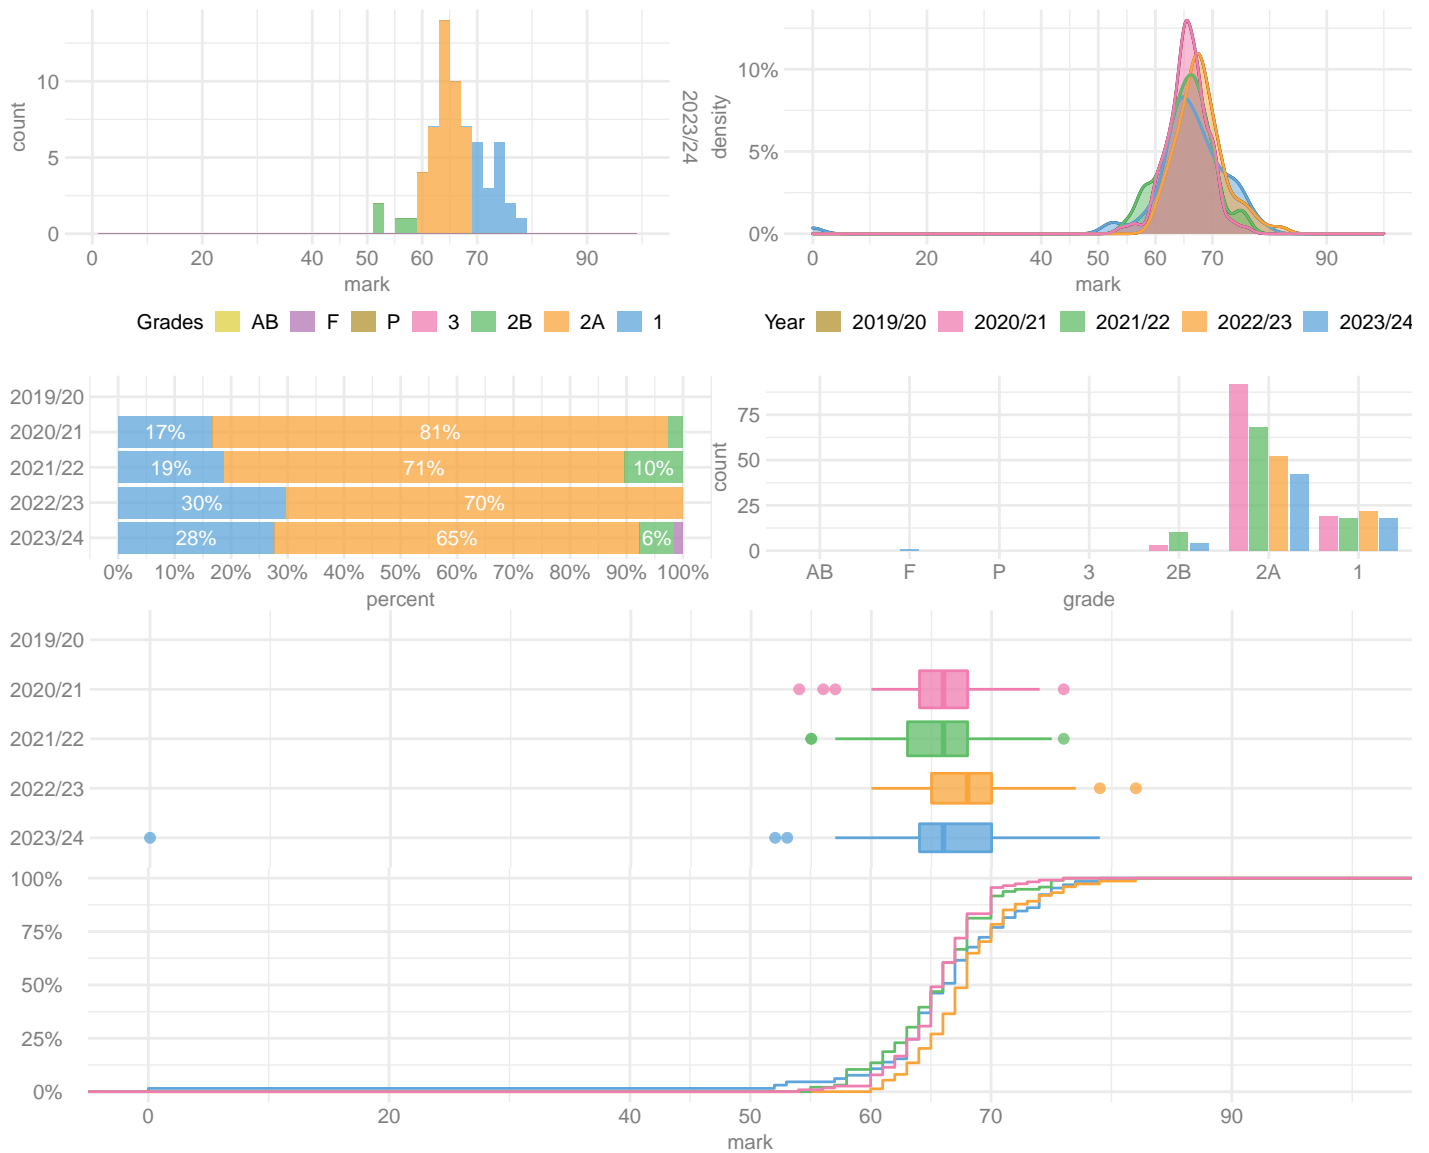 10
5
0
count
0 20 40 50 60 70 90
mark
2023/24
10%
5%
0%
density
0 20 40 50 60 70 90
mark
Grades AB F P 3 2B 2A 1
Year 2019/20 2020/21 2021/22 2022/23 2023/24
2019/20
2020/21 17% 81%
2021/22 19% 71% 10%
2022/23 30% 70%
2023/24 28% 65% 6%
0% 10% 20% 30% 40% 50% 60% 70% 80% 90% 100%
percent
75
50
25
0
count
AB F P 3 2B 2A 1
grade
2019/20
2020/21
2021/22
2022/23
2023/24
100%
75%
50%
25%
0%
0 20 40 50 60 70 90
mark